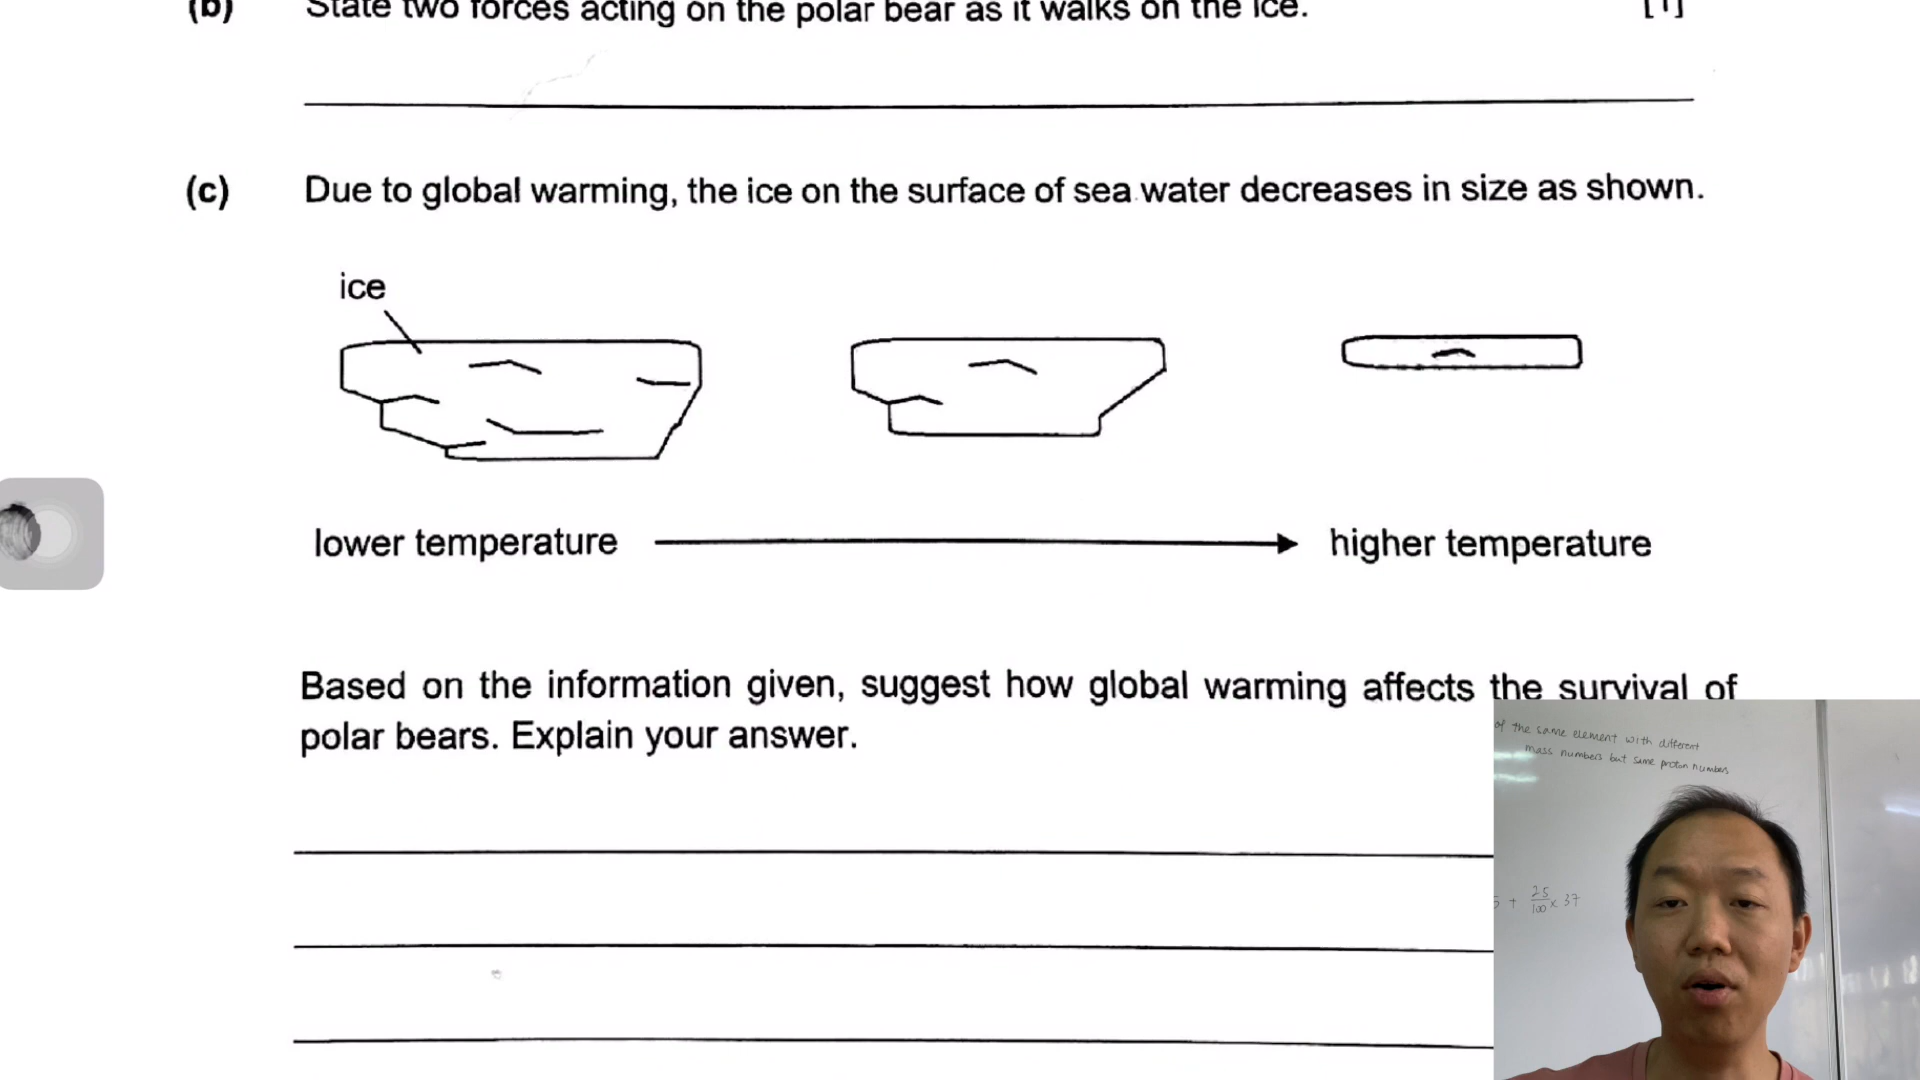 (b) State two forces acting on the polar bear as it walks on the ice. [1]
(c) Due to global warming, the ice on the surface of sea water decreases in size as shown.
ice
lower temperature higher temperature
Based on the information given, suggest how global warming affects the survival of
polar bears. Explain your answer.
of the same element with different
mass numbers but same proton numbers
+ 25/100 x 37